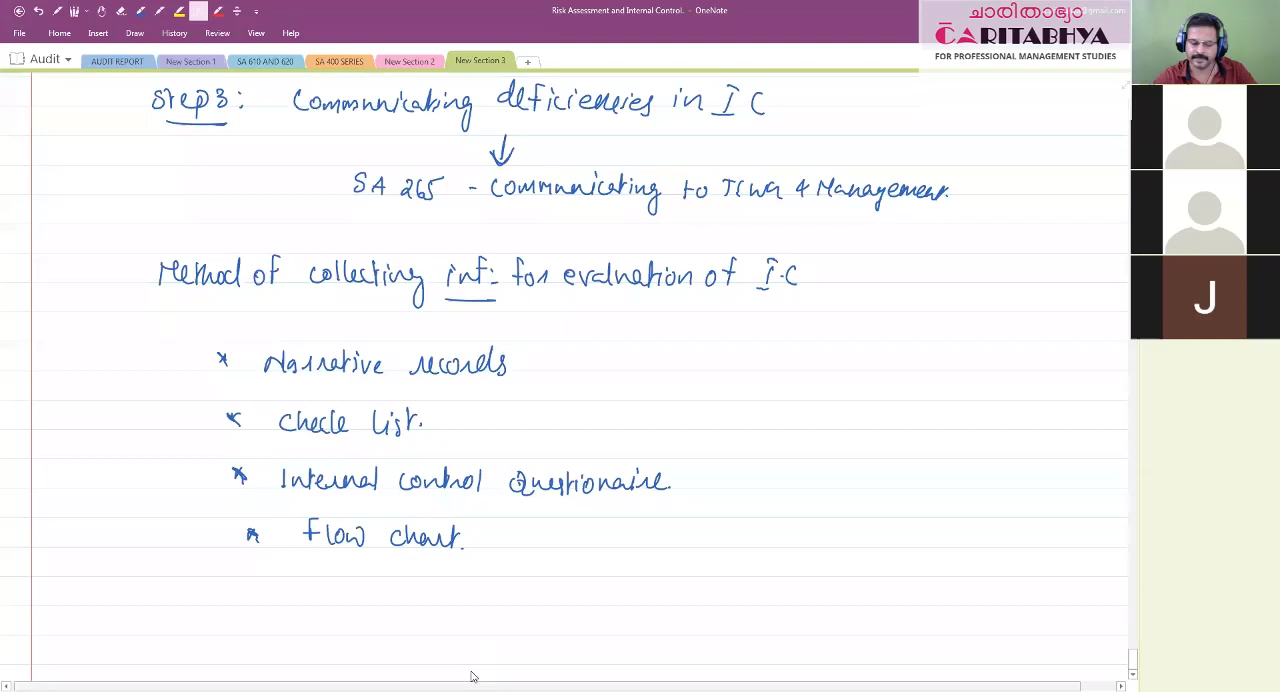 Risk Assessment and Internal Control. - OneNote
File Home Insert Draw History Review View Help
ചാരിതാഭ്യാ
@gmail.com
CARITABHYA
FOR PROFESSIONAL MANAGEMENT STUDIES
Audit
AUDIT REPORT New Section 1 SA 610 AND 620 SA 400 SERIES New Section 2 New Section 3
Step 3: Communicating deficiencies in I C
SA 265 - Communicating to TCWG & Management.
Method of collecting inf: for evaluation of I.C
* Narrative records
* Check list.
* Internal control Questionaire.
* Flow chart.
J